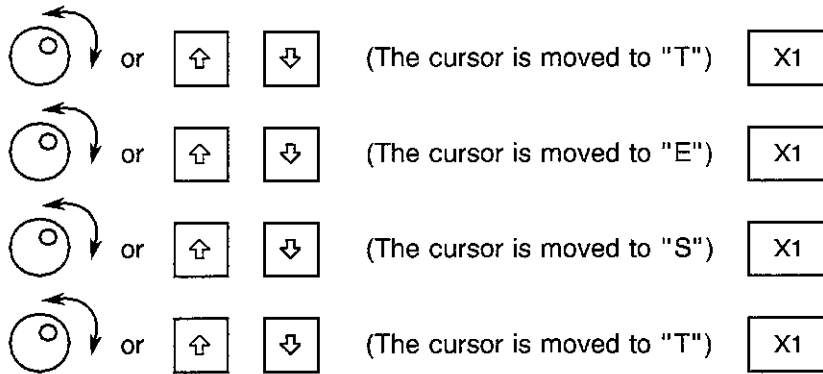 or (The cursor is moved to "T") X1
or (The cursor is moved to "E") X1
or (The cursor is moved to "S") X1
or (The cursor is moved to "T") X1